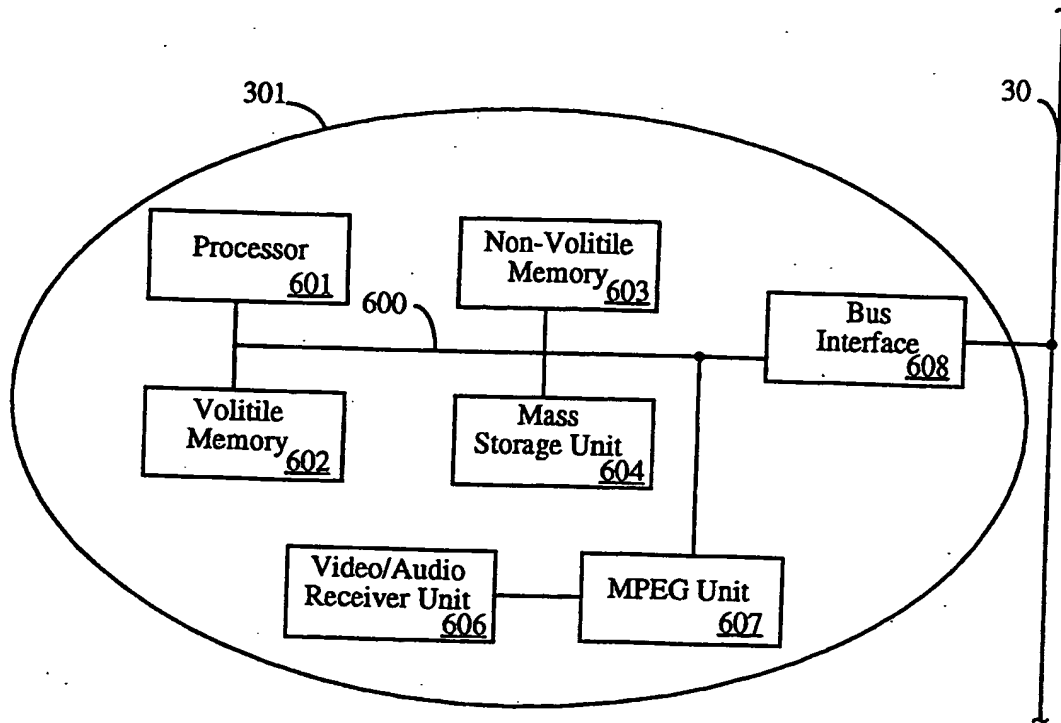 301
30
Processor
601
Non-Volitile
Memory
603
600
Bus
Interface
608
Volitile
Memory
602
Mass
Storage Unit
604
Video/Audio
Receiver Unit
606
MPEG Unit
607